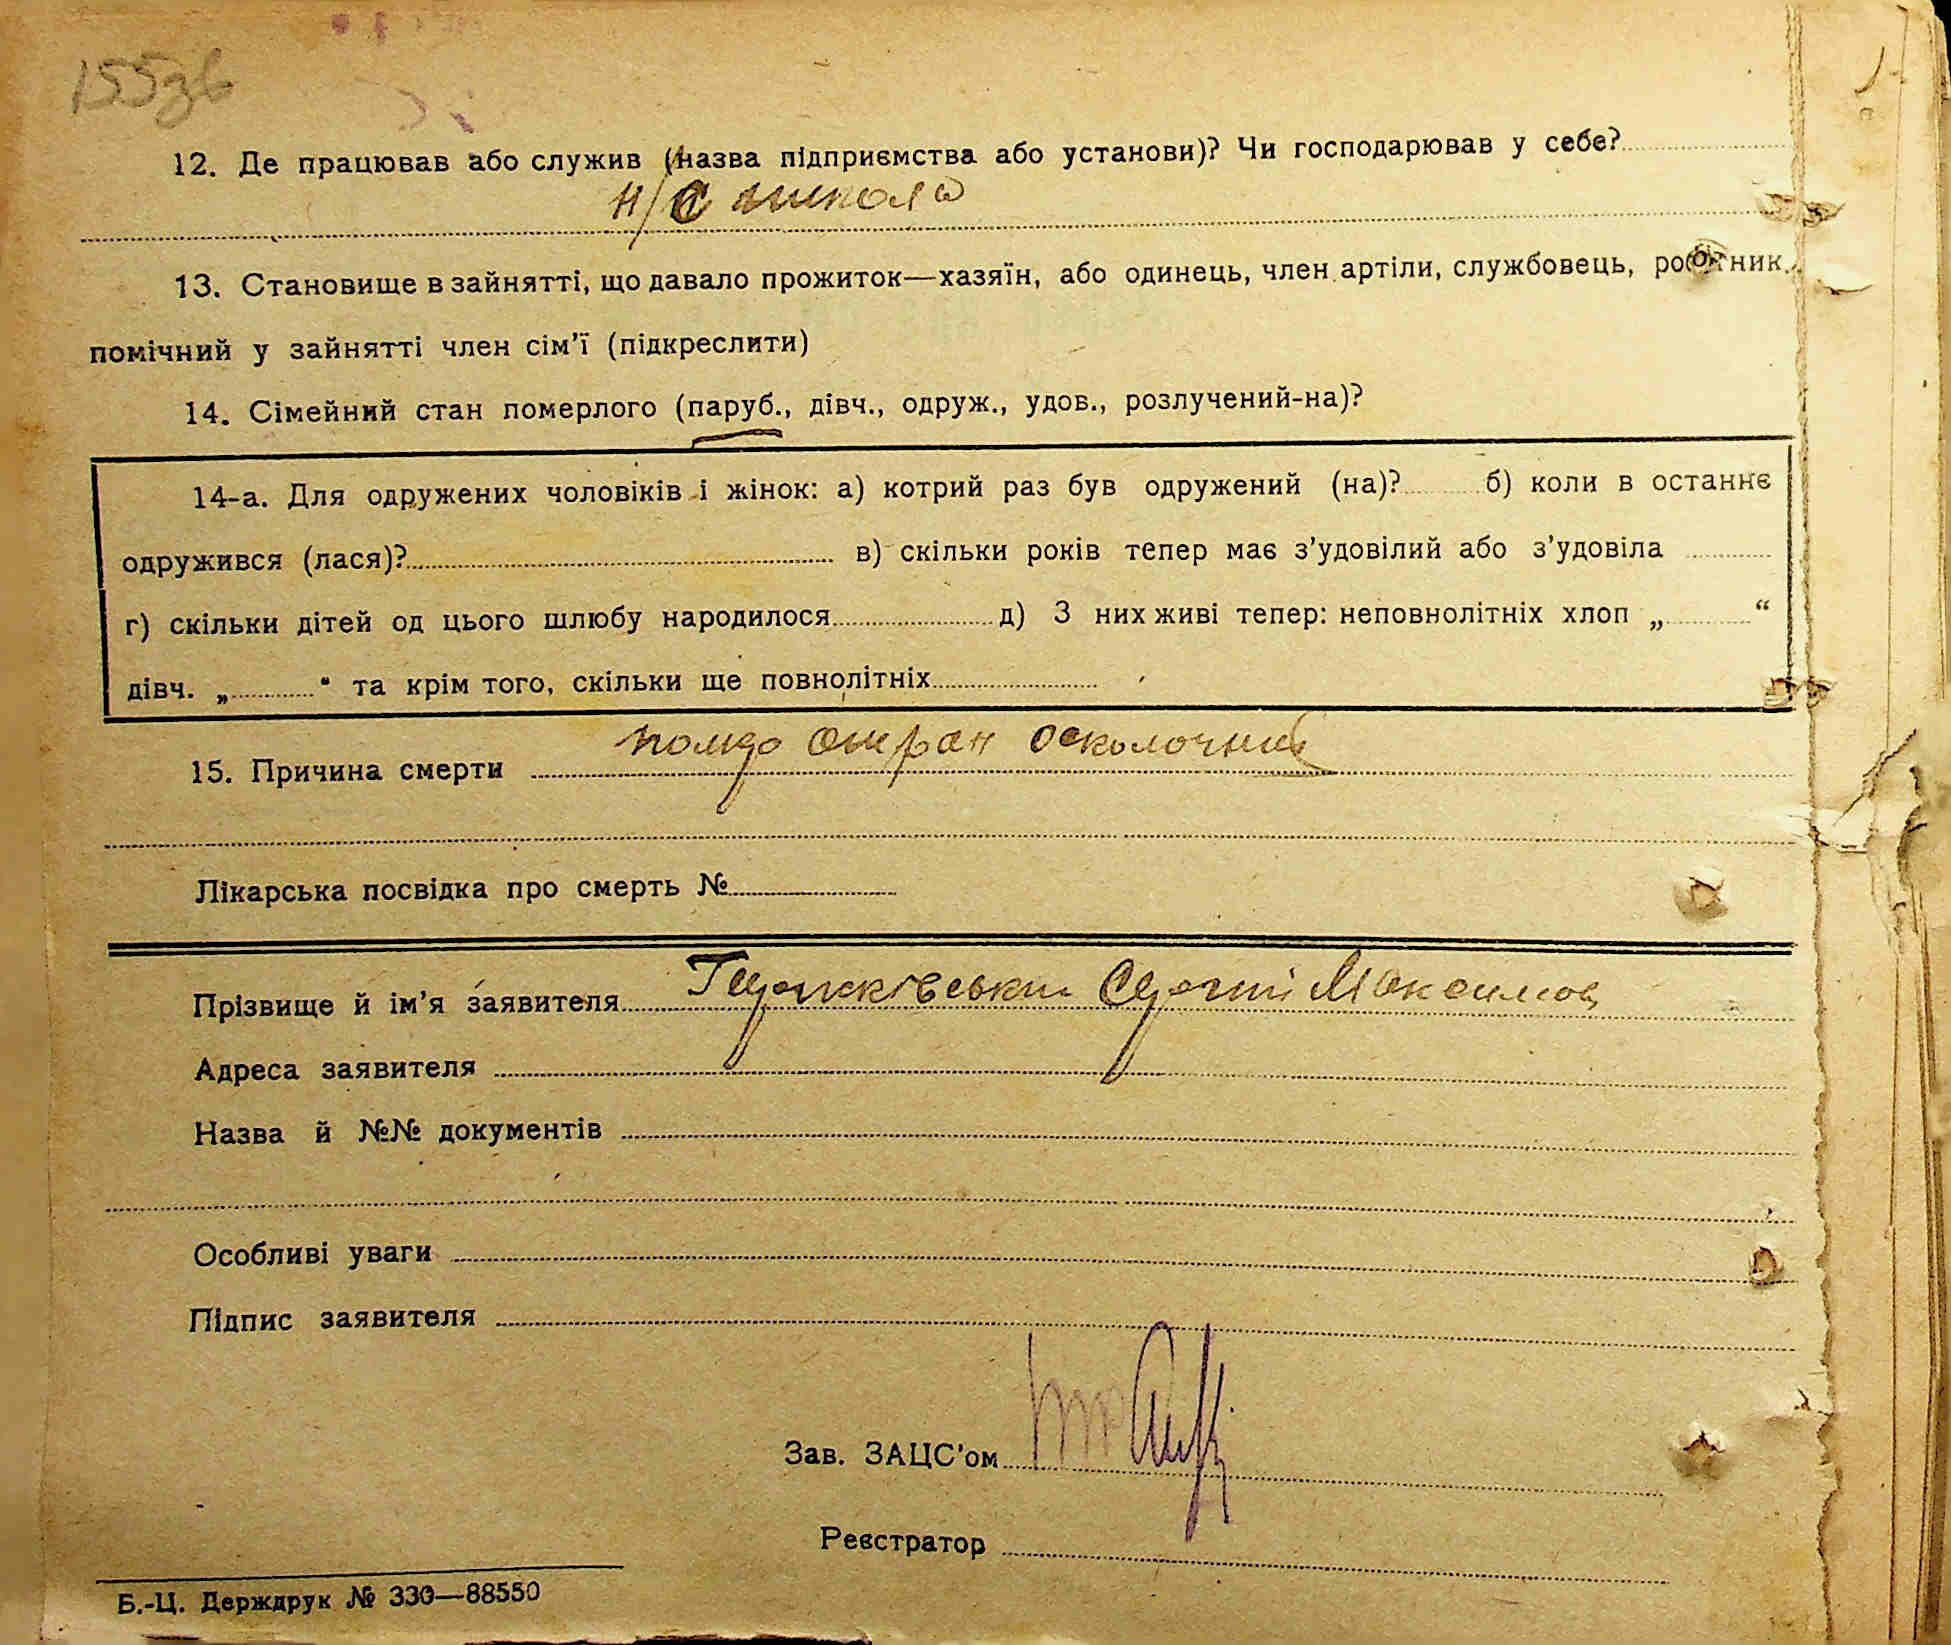 155зв
12. Де працював або служив (назва підприємства або установи)? Чи господарював у себе?
н/с школа
13. Становище в зайнятті, що давало прожиток—хазяїн, або одинець, член артіли, службовець, робітник,
помічний у зайнятті член сім’ї (підкреслити)
14. Сімейний стан померлого (паруб., дівч., одруж., удов., розлучений-на)?
14-а. Для одружених чоловіків і жінок: а) котрий раз був одружений (на)? б) коли в останнє
одружився (лася)? в) скільки років тепер має з’удовілий або з’удовіла
г) скільки дітей од цього шлюбу народилося д) З них живі тепер: неповнолітніх хлоп „ “
дівч. „ “ та крім того, скільки ще повнолітніх
15. Причина смерти осколочний
Лікарська посвідка про смерть №
Прізвище й ім’я заявителя Сергій Максимов
Адреса заявителя
Назва й №№ документів
Особливі уваги
Підпис заявителя
Зав. ЗАЦС’ом
Реєстратор
Б.-Ц. Держдрук № 330—88550